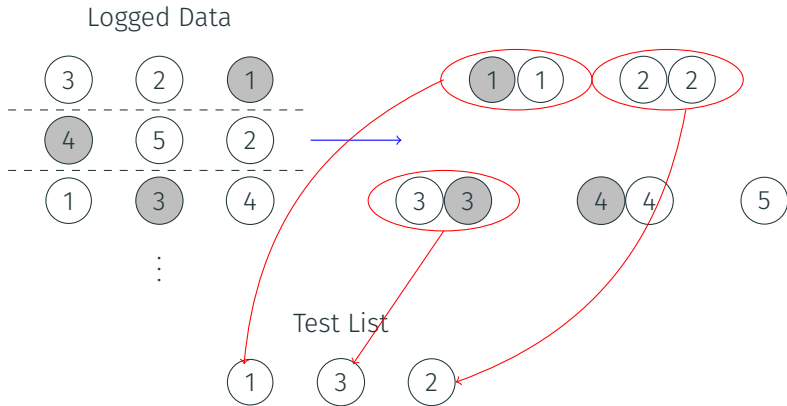 Logged Data
3 2 1 1 1 2 2
4 5 2
1 3 4 3 3 4 4 5
⋮
Test List
1 3 2